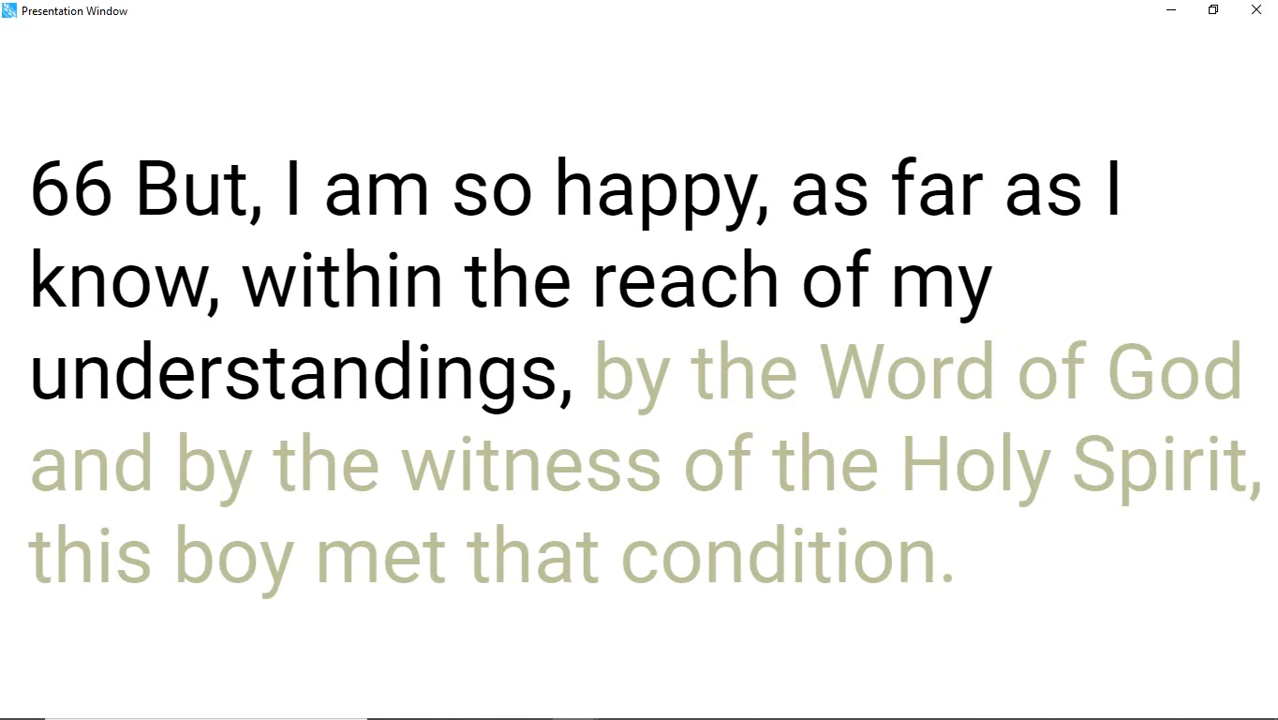 Presentation Window
66 But, I am so happy, as far as I
know, within the reach of my
understandings, by the Word of God
and by the witness of the Holy Spirit,
this boy met that condition.